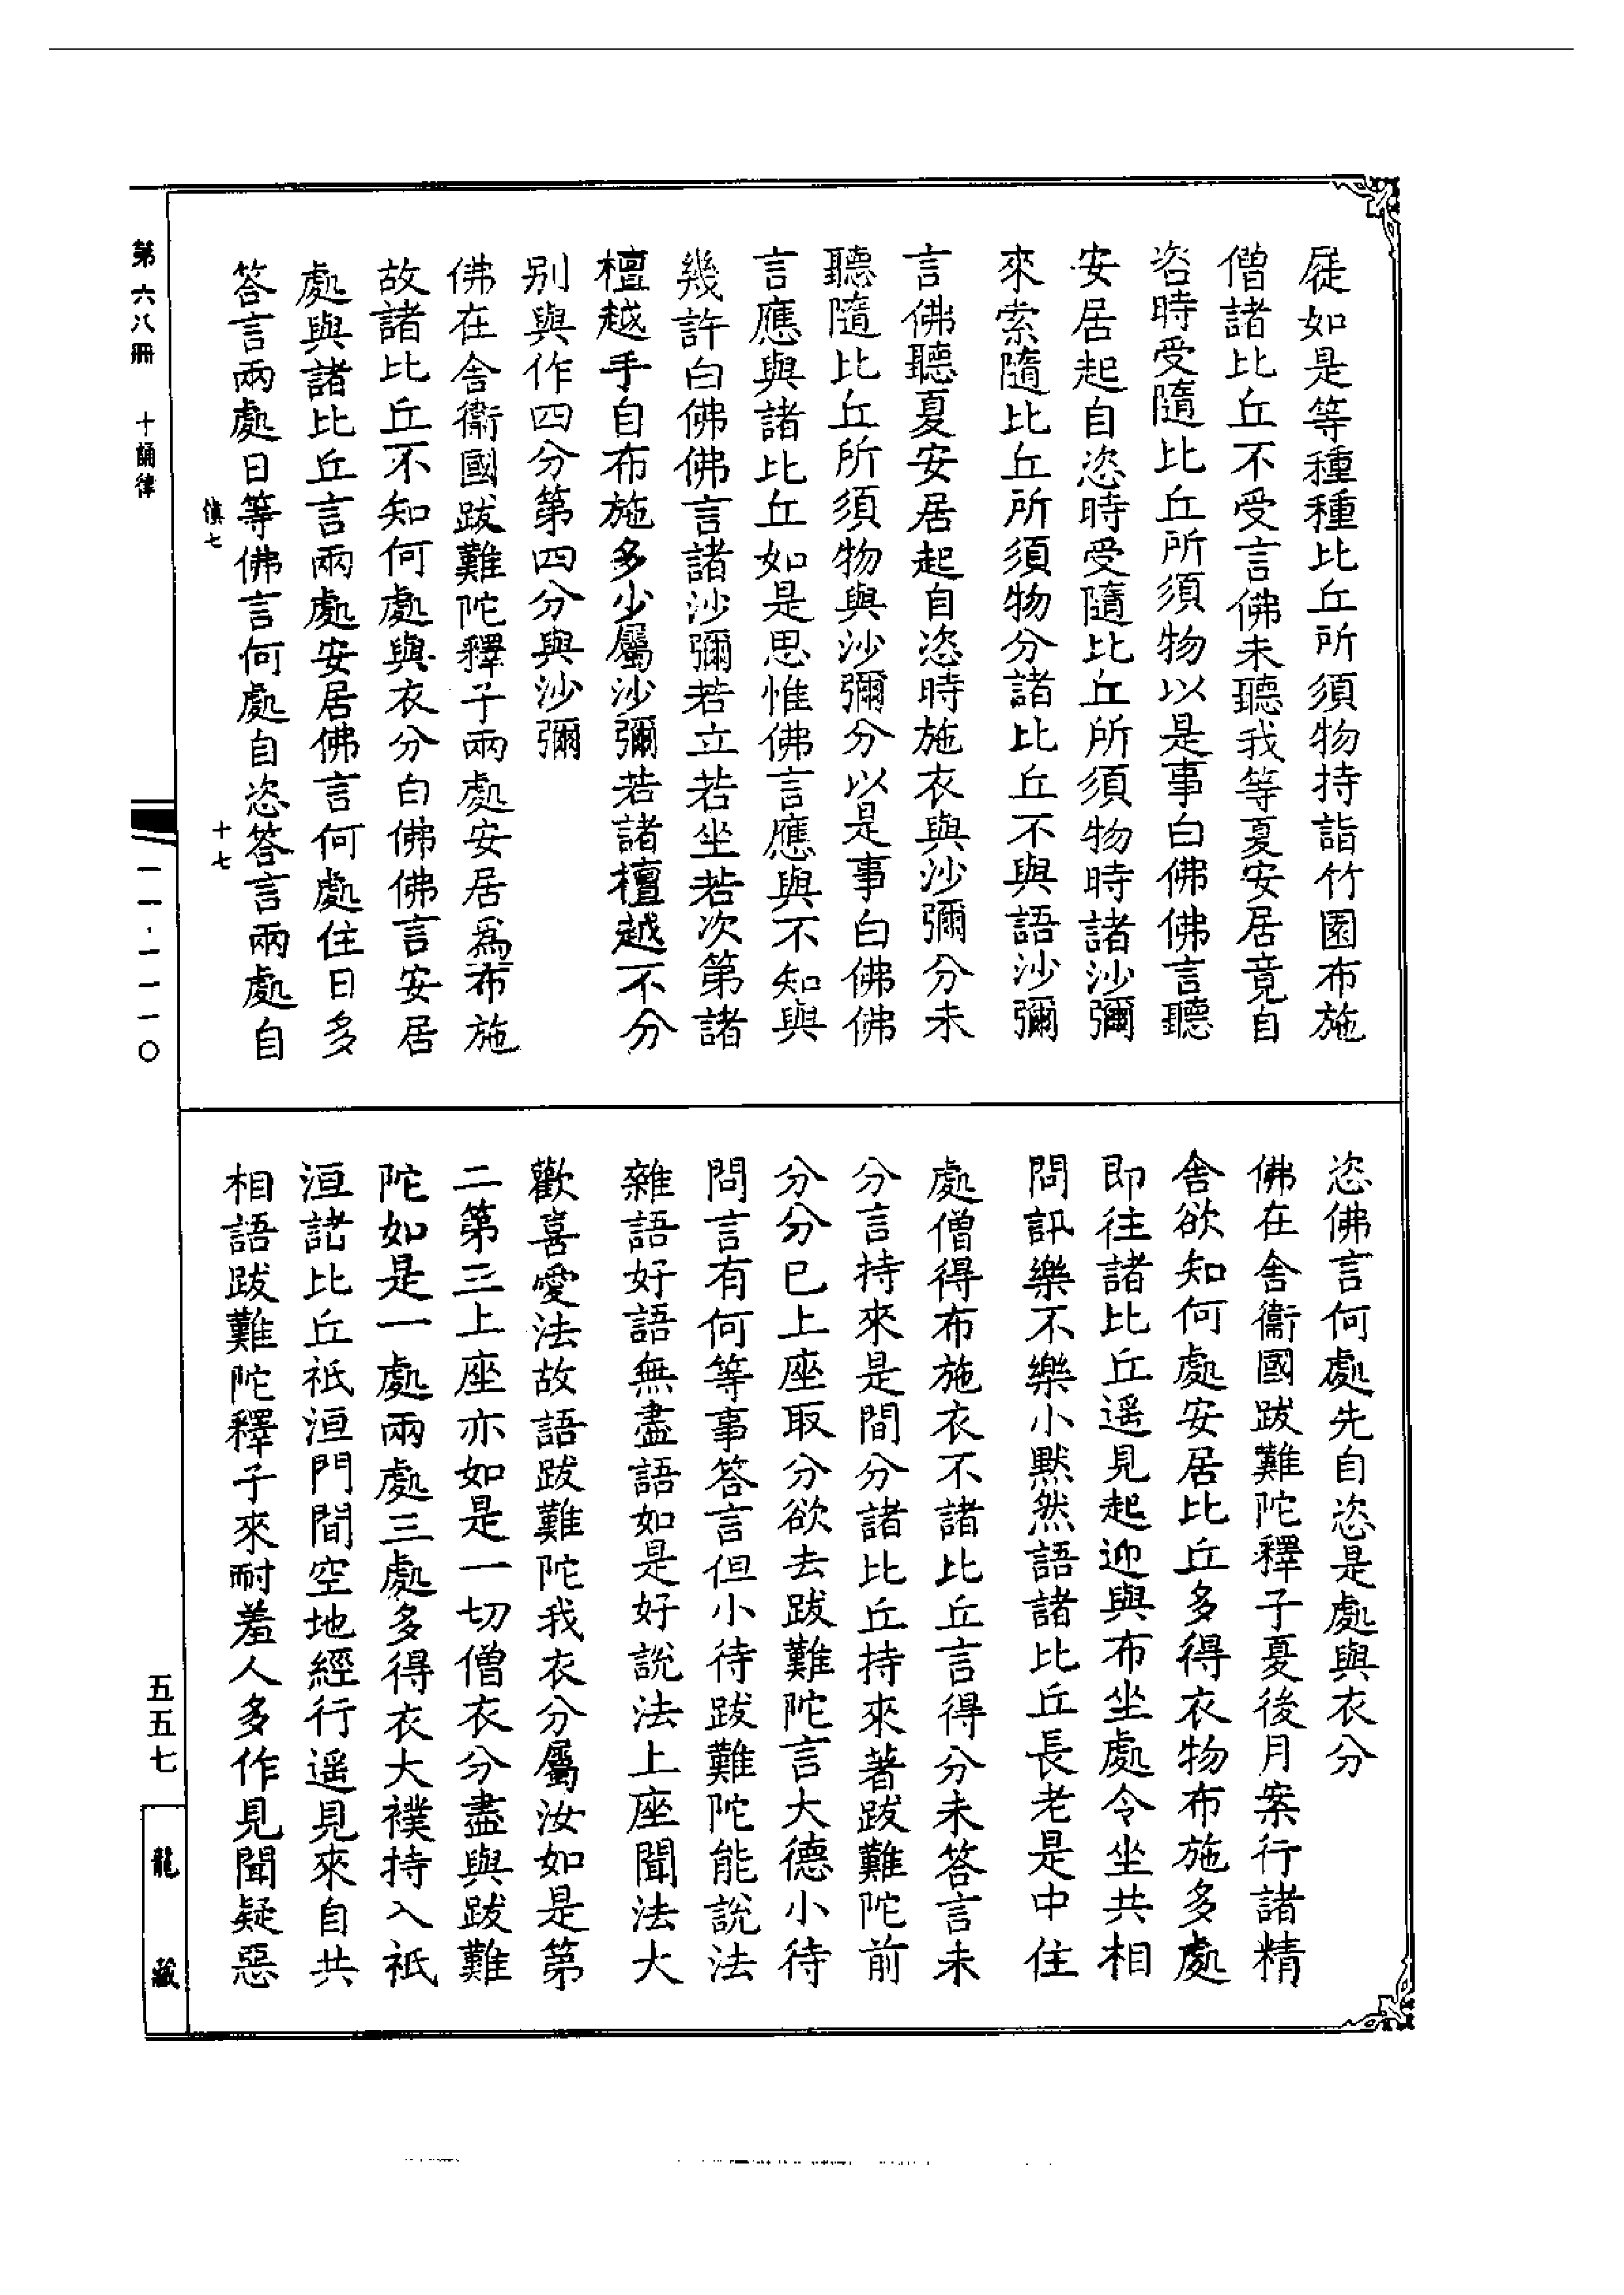 屣如是等種種比丘所須物持詣竹園布施
僧諸比丘不受言佛未聽我等夏安居竟自
恣時受隨比丘所須物以是事白佛佛言聽
安居起自恣時受隨比丘所須物時諸沙彌
來索隨比丘所須物分諸比丘不與語沙彌
言佛聽夏安居起自恣時施衣與沙彌分未
聽隨比丘所須物與沙彌分以是事白佛佛
言應與諸比丘如是思惟佛言應與不知與
幾許白佛佛言諸沙彌若立若坐若次第諸
檀越手自布施多少屬沙彌若諸檀越不分
別與作四分第四分與沙彌
佛在舍衞國跋難陀釋子兩處安居爲布施
故諸比丘不知何處與衣分白佛佛言安居
處與諸比丘言兩處安居佛言何處住日多
答言兩處日等佛言何處自恣答言兩處自
慎七
十七
恣佛言何處先自恣是處與衣分
佛在舍衞國跋難陀釋子夏後月案行諸精
舍欲知何處安居比丘多得衣物布施多處
即往諸比丘遥見起迎與布坐處令坐共相
問訊樂不樂小默然語諸比丘長老是中住
處僧得布施衣不諸比丘言得分未答言未
分言持來是間分諸比丘持來著跋難陀前
分分已上座取分欲去跋難陀言大德小待
問言有何等事答言但小待跋難陀能說法
雜語好語無盡語如是好說法上座聞法大
歡喜愛法故語跋難陀我衣分屬汝如是第
二第三上座亦如是一切僧衣分盡與跋難
陀如是一處兩處三處多得衣大襆持入祇
洹諸比丘祇洹門間空地經行遥見來自共
相語跋難陀釋子來耐羞人多作見聞疑惡
第六八冊 十誦律
一一·一一一〇
五五七
龍藏